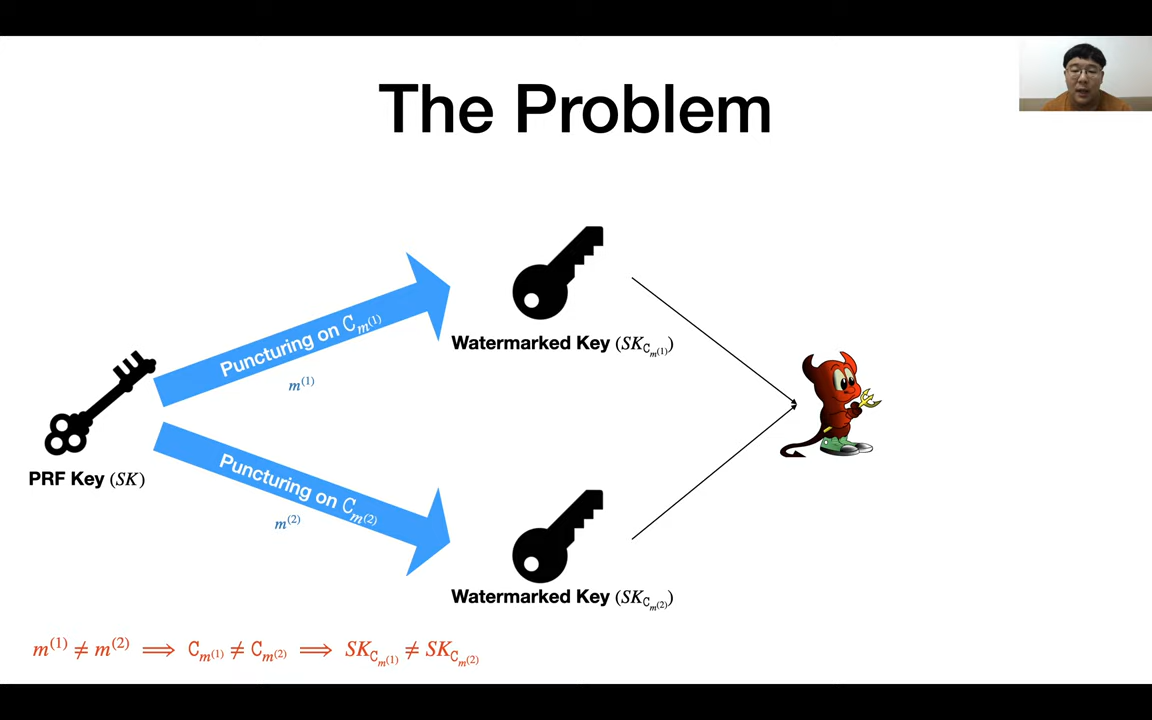 The Problem
Puncturing on C_{m^{(1)}}
m^{(1)}
Watermarked Key (SK_{C_{m^{(1)}}})
PRF Key (SK)
Puncturing on C_{m^{(2)}}
m^{(2)}
Watermarked Key (SK_{C_{m^{(2)}}})
m^{(1)} ≠ m^{(2)} ⟹ C_{m^{(1)}} ≠ C_{m^{(2)}} ⟹ SK_{C_{m^{(1)}}} ≠ SK_{C_{m^{(2)}}}